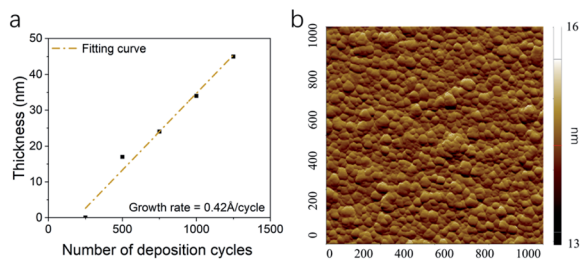 a
Fitting curve
50
40
30
20
10
0
Thickness (nm)
Growth rate = 0.42Å/cycle
0 500 1000 1500
Number of deposition cycles
b
1000
800
600
400
200
0
0 200 400 600 800 1000
16
nm
13